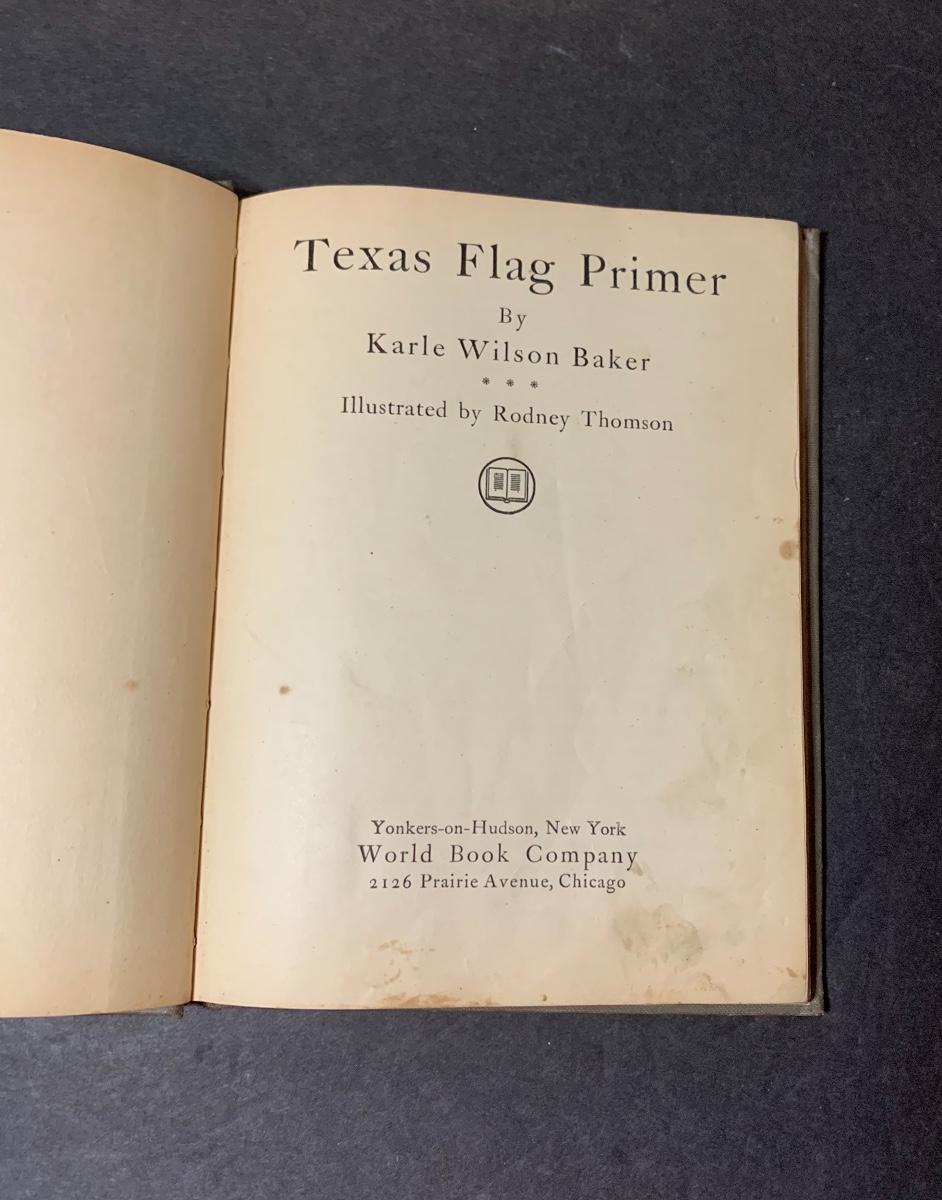 Texas Flag Primer
By
Karle Wilson Baker
* * *
Illustrated by Rodney Thomson
Yonkers-on-Hudson, New York
World Book Company
2126 Prairie Avenue, Chicago